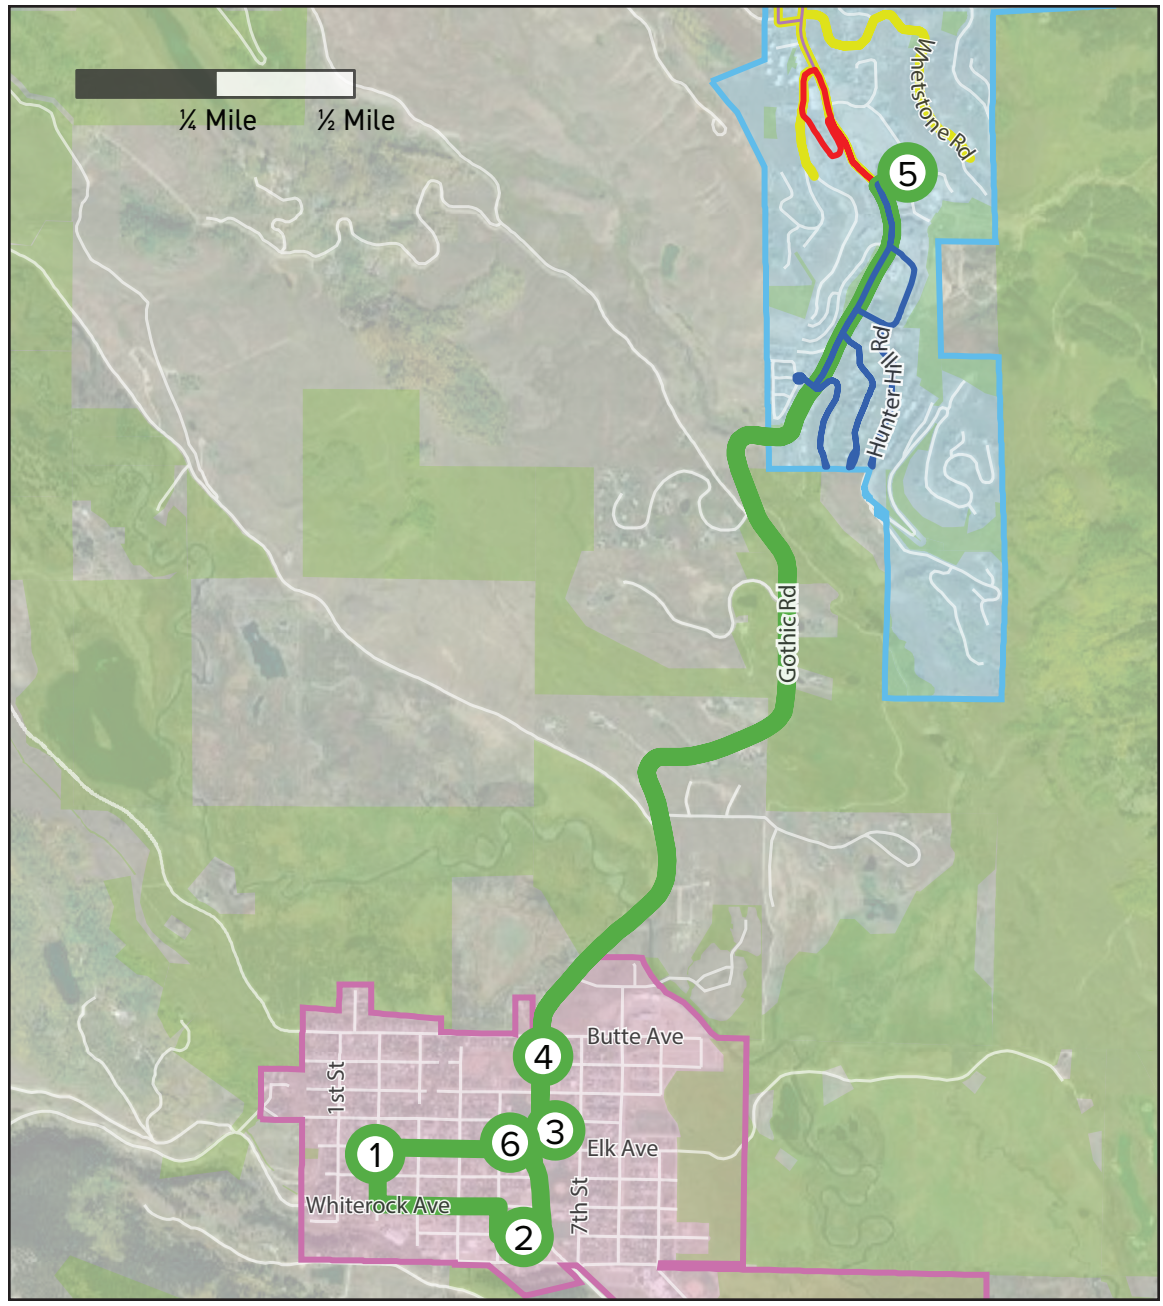 ¼ Mile
½ Mile
Whetstone Rd
5
Hunter Hill Rd
Gothic Rd
Butte Ave
4
1st St
3
6
Elk Ave
1
Whiterock Ave
7th St
2